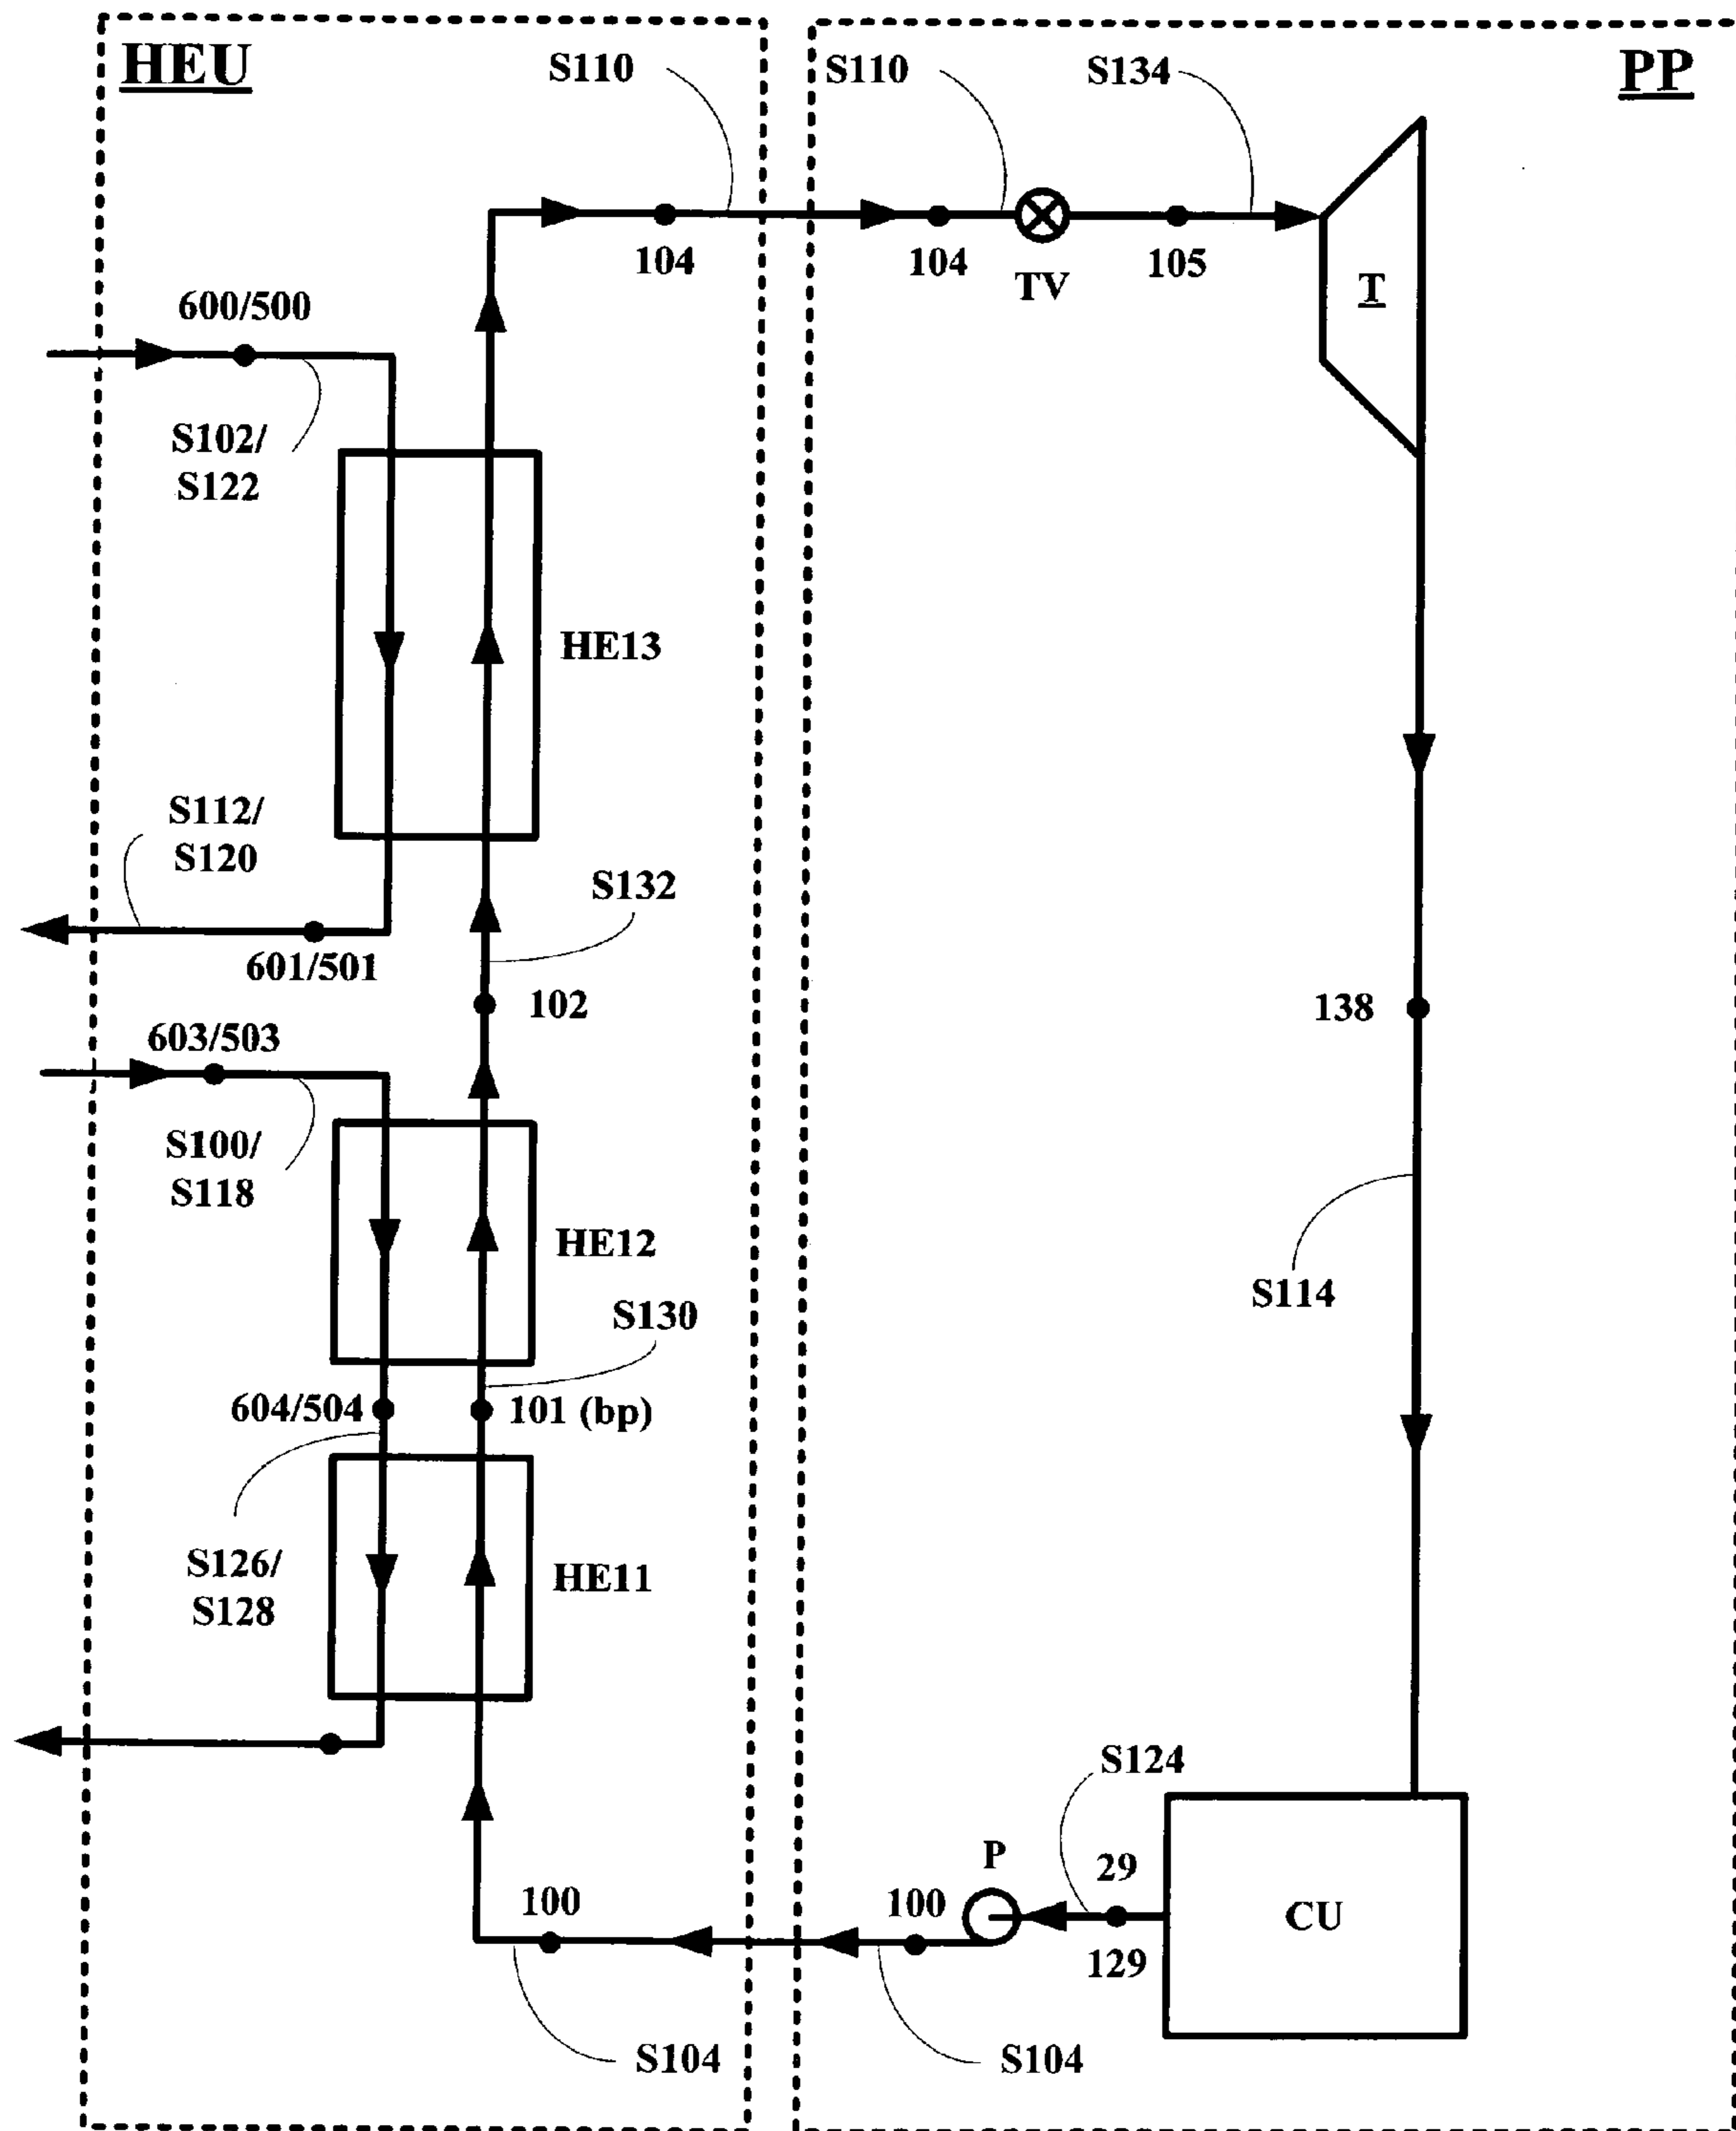 HEU
S110
S110
S134
PP
104
104
TV
105
T
600/500
S102/
S122
HE13
S112/
S120
S132
601/501
102
138
603/503
S100/
S118
HE12
S130
S114
604/504
101 (bp)
S126/
S128
HE11
S124
P
29
100
100
CU
129
S104
S104